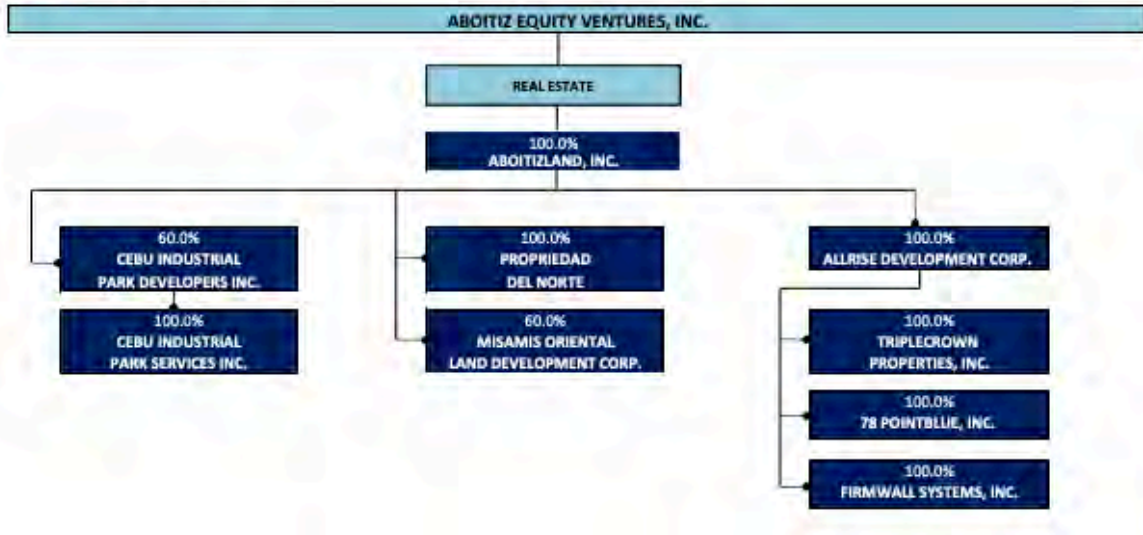 ABOITIZ EQUITY VENTURES, INC.
REAL ESTATE
100.0%
ABOITIZLAND, INC.
60.0%
CEBU INDUSTRIAL
PARK DEVELOPERS INC.
100.0%
CEBU INDUSTRIAL
PARK SERVICES INC.
100.0%
PROPRIEDAD
DEL NORTE
60.0%
MISAMIS ORIENTAL
LAND DEVELOPMENT CORP.
100.0%
ALLRISE DEVELOPMENT CORP.
100.0%
TRIPLECROWN
PROPERTIES, INC.
100.0%
78 POINTBLUE, INC.
100.0%
FIRMWALL SYSTEMS, INC.